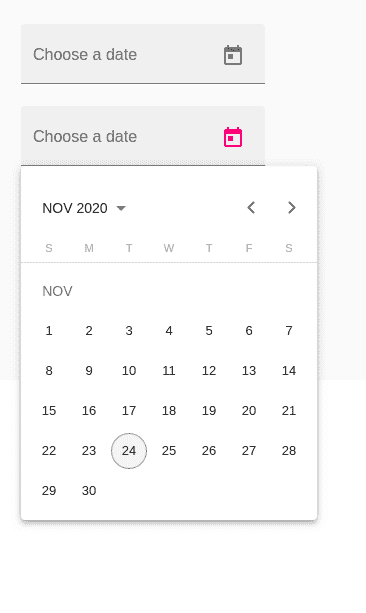 Choose a date
Choose a date
NOV 2020
S M T W T F S
NOV
1 2 3 4 5 6 7
8 9 10 11 12 13 14
15 16 17 18 19 20 21
22 23 24 25 26 27 28
29 30